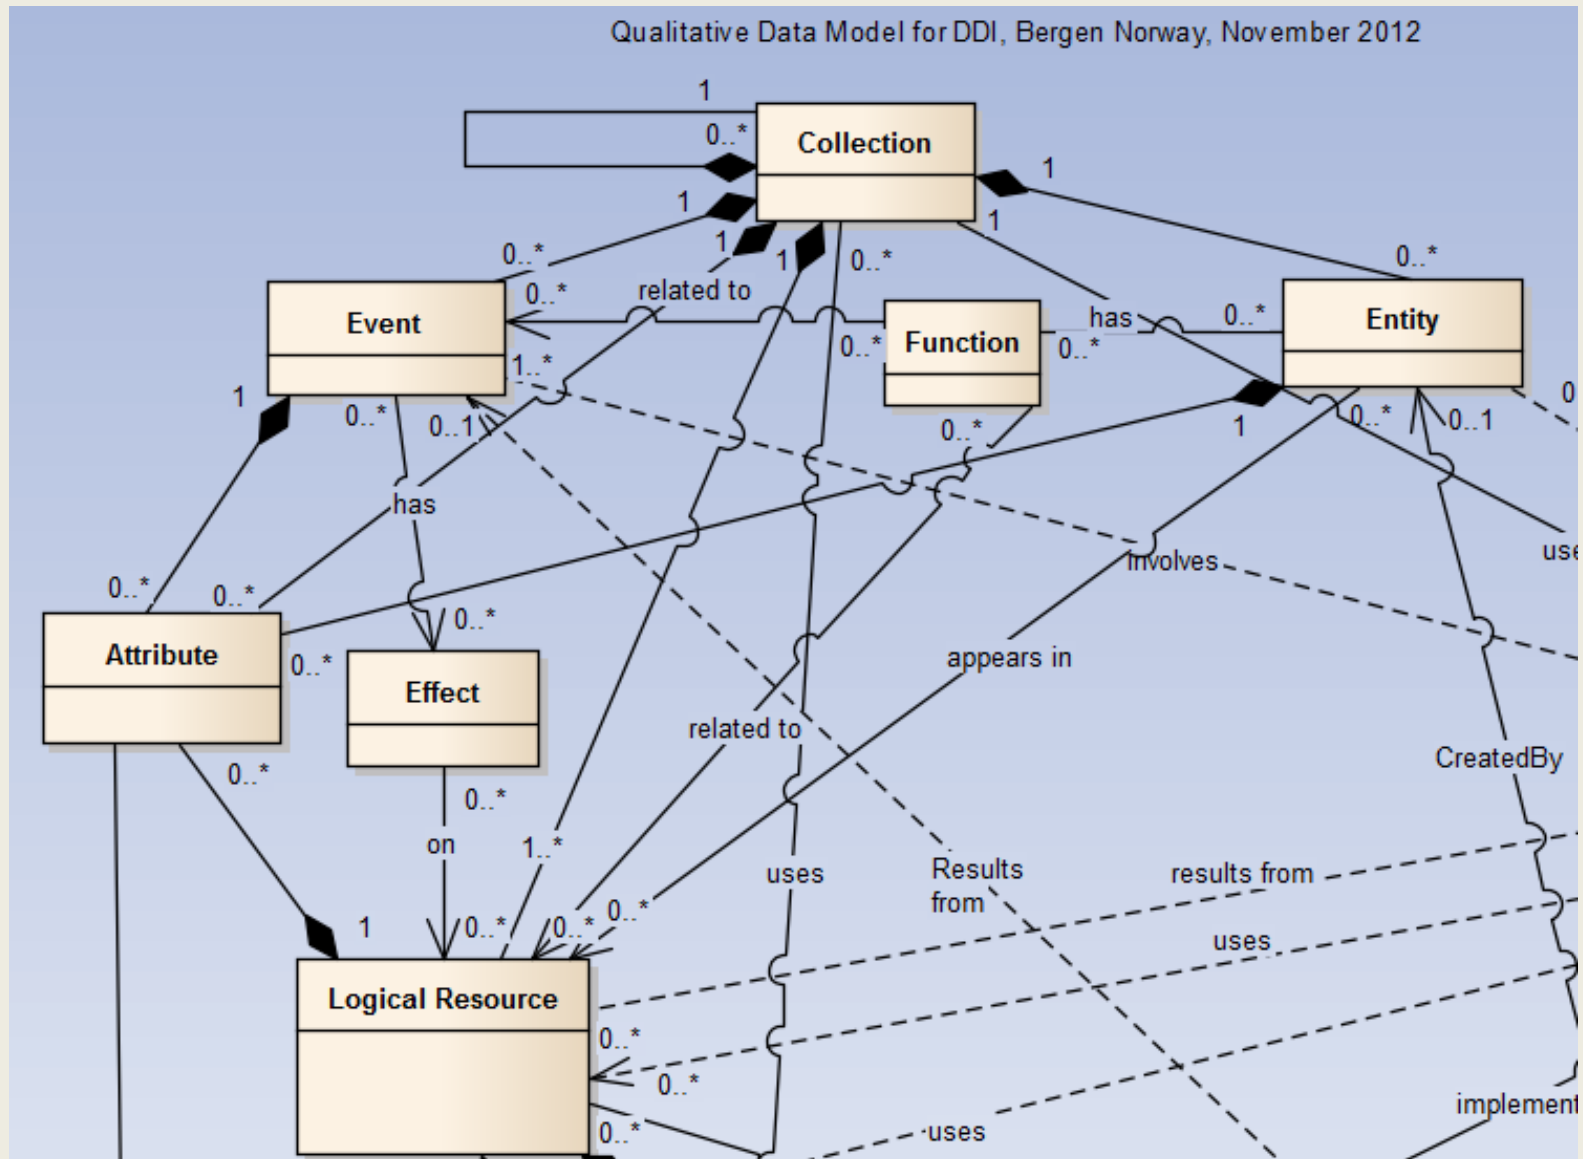 Qualitative Data Model for DDI, Bergen Norway, November 2012
1
0..*
Collection
1
1
0..*
1
1
0..*
1
0..*
related to
0..*
Event
Function
has
0..*
Entity
0..*
0..*
1..*
1
0..*
0..1
0..*
1
0..*
0..1
0
has
involves
use
0..*
0..*
0..*
Attribute
0..*
Effect
appears in
related to
CreatedBy
0..*
0..*
on
1..*
uses
Results
from
results from
1
0..*
0..*
0..*
uses
Logical Resource
0..*
0..*
implement
0..*
uses